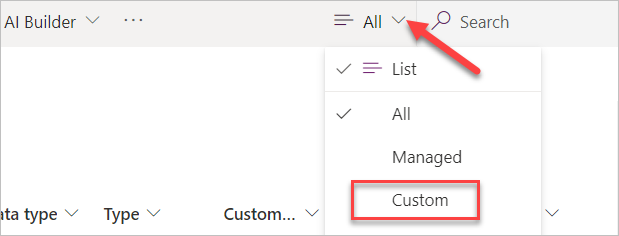 AI Builder ··· All Search
List
All
Managed
Custom
ata type Type Custom...